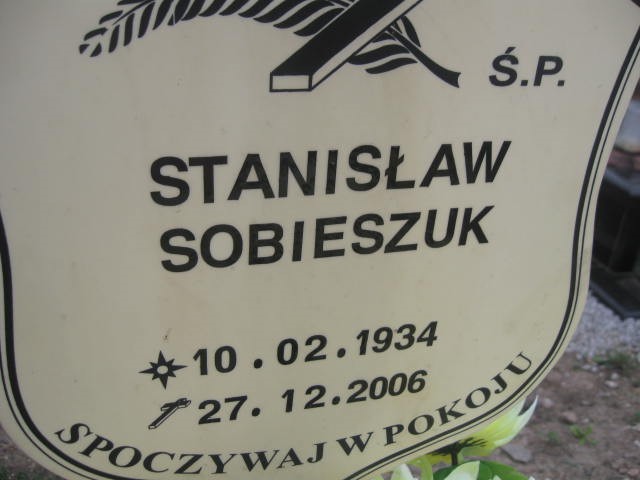 Ś.P.
STANISŁAW
SOBIESZUK
10.02.1934
27.12.2006
SPOCZYWAJ W POKOJU